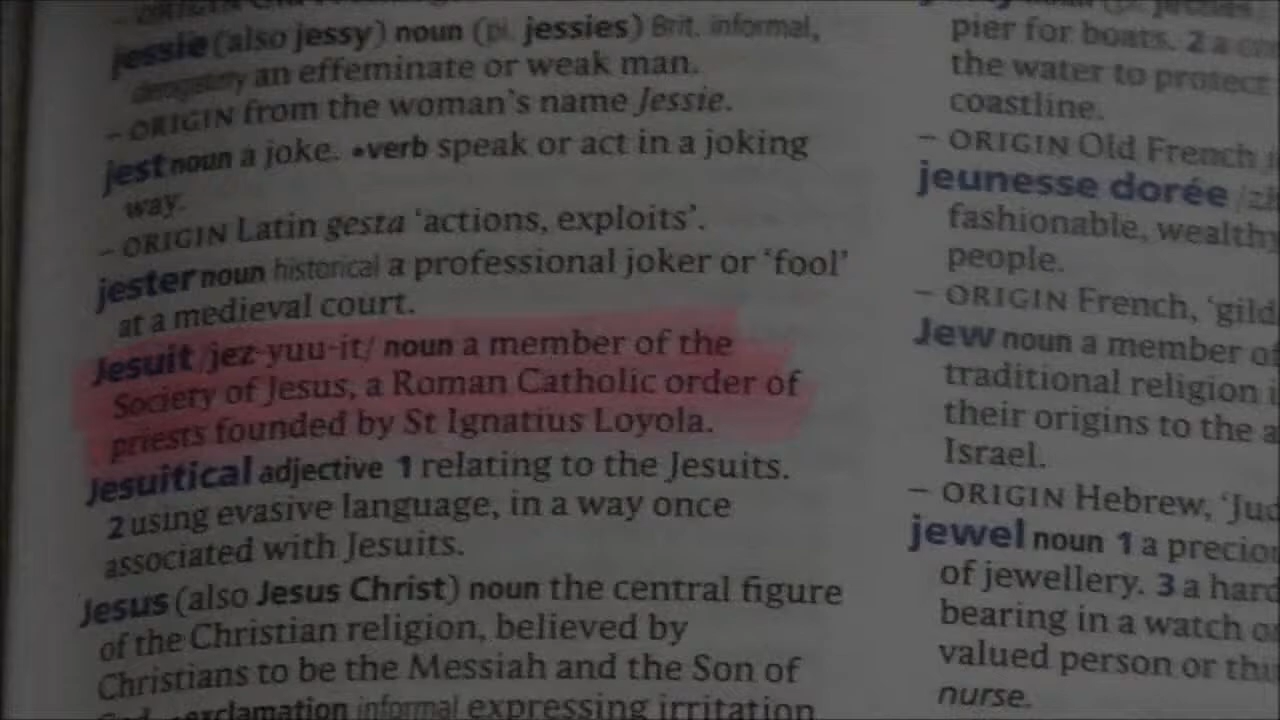 jessie (also jessy) noun (pl. jessies) Brit. informal,
derogatory an effeminate or weak man.
– ORIGIN from the woman's name Jessie.
jest noun a joke. •verb speak or act in a joking
way.
– ORIGIN Latin gesta 'actions, exploits'.
jester noun historical a professional joker or 'fool'
at a medieval court.
Jesuit /jez-yuu-it/ noun a member of the
Society of Jesus, a Roman Catholic order of
priests founded by St Ignatius Loyola.
Jesuitical adjective 1 relating to the Jesuits.
2 using evasive language, in a way once
associated with Jesuits.
Jesus (also Jesus Christ) noun the central figure
of the Christian religion, believed by
Christians to be the Messiah and the Son of
exclamation informal expressing irritation
pier for boats. 2 a
the water to protect
coastline.
– ORIGIN Old French
jeunesse dorée
fashionable, wealthy
people.
– ORIGIN French, 'gild
Jew noun a member of
traditional religion
their origins to the a
Israel.
– ORIGIN Hebrew, 'Jud
jewel noun 1 a precio
of jewellery. 3 a hard
bearing in a watch o
valued person or
nurse.